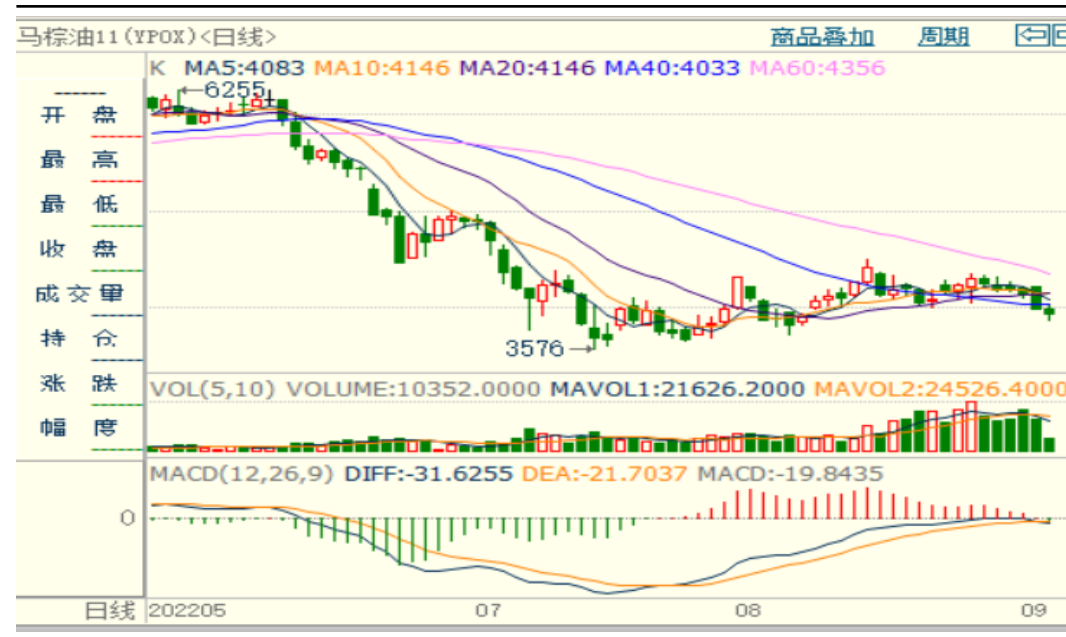 马棕油11(YPOX)<日线> 商品叠加 周期
K MA5:4083 MA10:4146 MA20:4146 MA40:4033 MA60:4356
←6255
开 盘
最 高
最 低
收 盘
成交量
持 仓
涨 跌
幅 度
3576→
VOL(5,10) VOLUME:10352.0000 MAVOL1:21626.2000 MAVOL2:24526.4000
MACD(12,26,9) DIFF:-31.6255 DEA:-21.7037 MACD:-19.8435
0
日线 202205 07 08 09